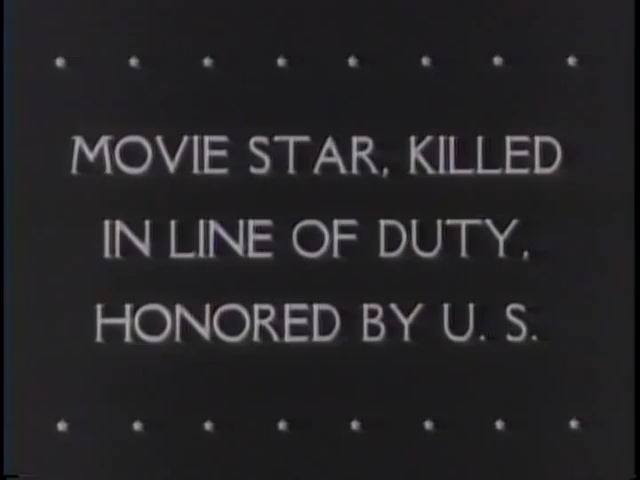 MOVIE STAR, KILLED
IN LINE OF DUTY,
HONORED BY U. S.